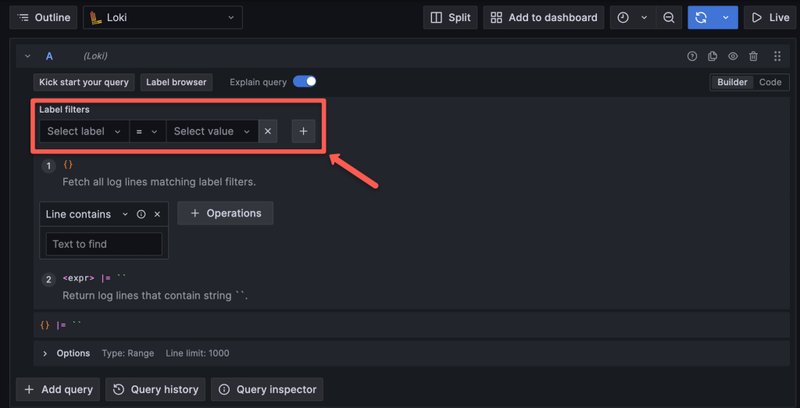 Outline Loki Split Add to dashboard Live
A (Loki)
Kick start your query Label browser Explain query Builder Code
Label filters
Select label = Select value
1 {}
Fetch all log lines matching label filters.
Line contains Operations
Text to find
2 <expr> |= ``
Return log lines that contain string ``.
{} |= ``
Options Type: Range Line limit: 1000
Add query Query history Query inspector